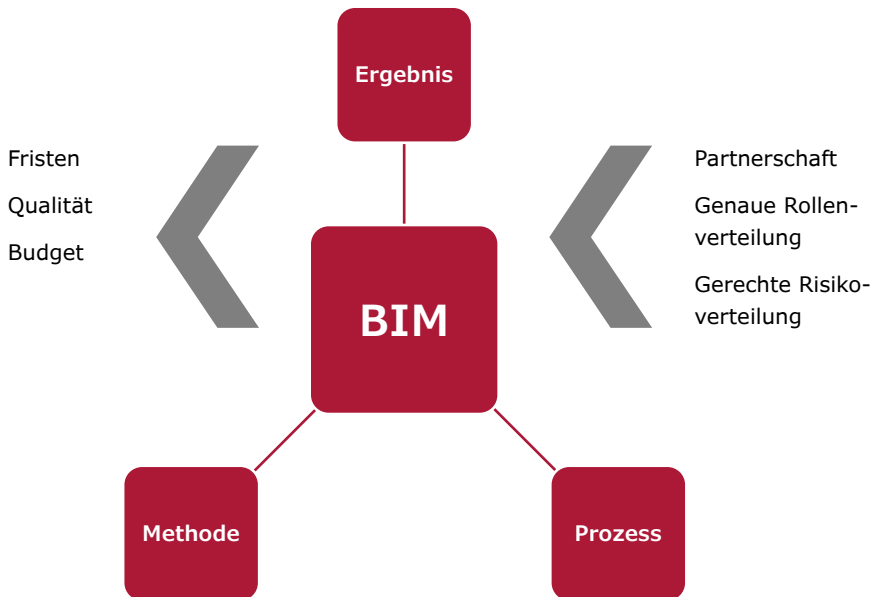 Ergebnis
Fristen
Qualität
Budget
Partnerschaft
Genaue Rollen-
verteilung
Gerechte Risiko-
verteilung
BIM
Methode
Prozess